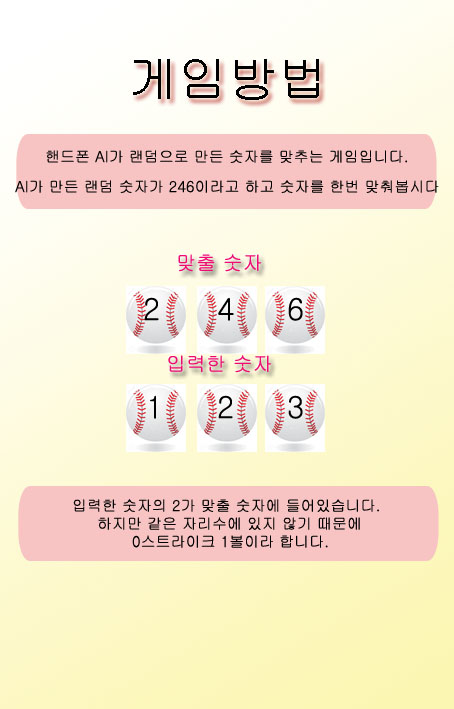 게임방법
핸드폰 AI가 랜덤으로 만든 숫자를 맞추는 게임입니다.
AI가 만든 랜덤 숫자가 246이라고 하고 숫자를 한번 맞춰봅시다
맞출 숫자
2 4 6
입력한 숫자
1 2 3
입력한 숫자의 2가 맞출 숫자에 들어있습니다.
하지만 같은 자리수에 있지 않기 때문에
0스트라이크 1볼이라 합니다.